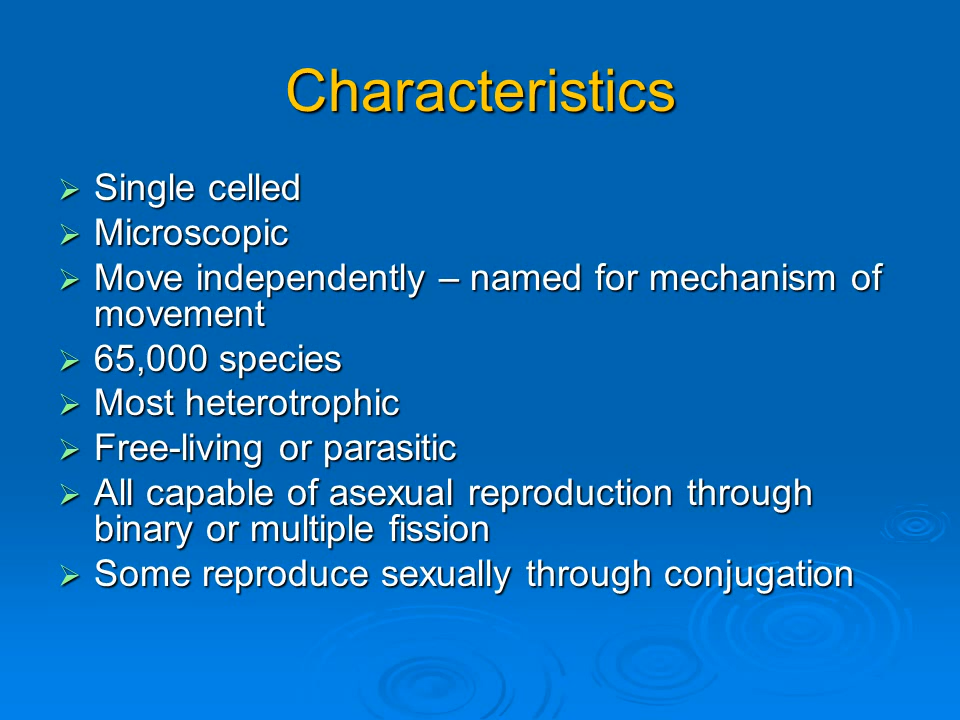 Characteristics
Single celled
Microscopic
Move independently – named for mechanism of
movement
65,000 species
Most heterotrophic
Free-living or parasitic
All capable of asexual reproduction through
binary or multiple fission
Some reproduce sexually through conjugation